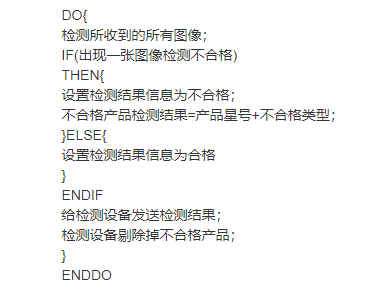 DO{
检测所收到的所有图像；
IF(出现一张图像检测不合格)
THEN{
设置检测结果信息为不合格；
不合格产品检测结果=产品星号+不合格类型；
}ELSE{
设置检测结果信息为合格
}
ENDIF
给检测设备发送检测结果；
检测设备剔除掉不合格产品；
}
ENDDO